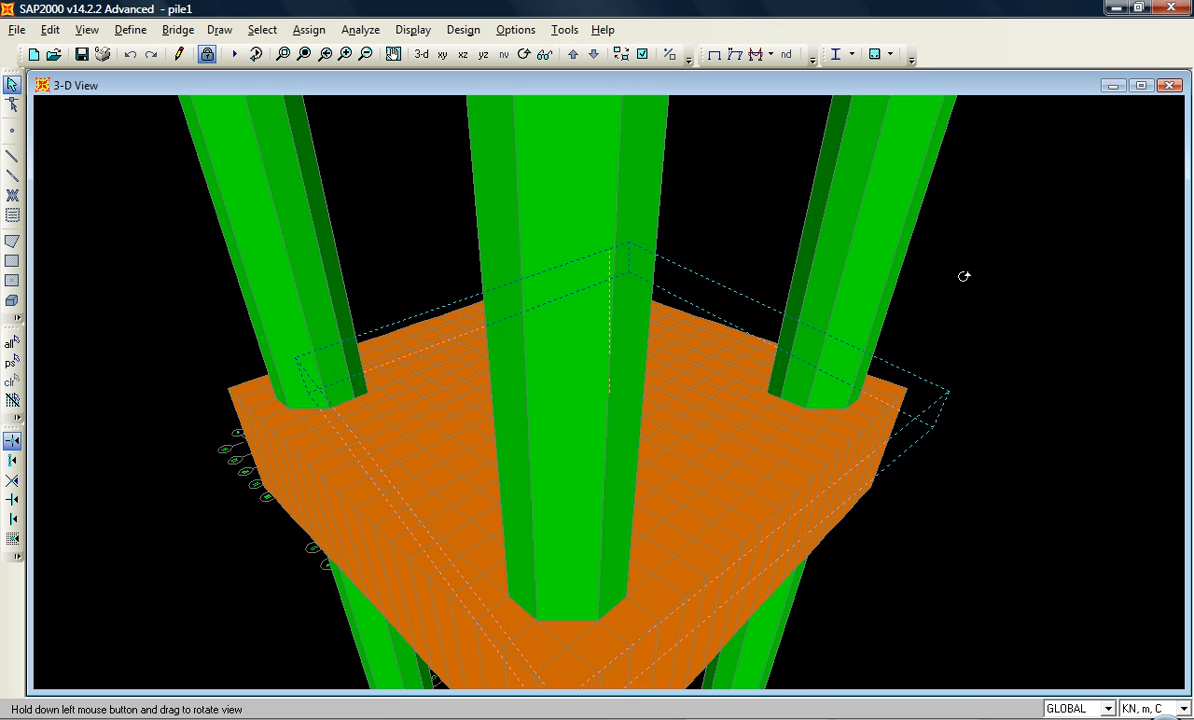 SAP2000 v14.2.2 Advanced - pile1
File Edit View Define Bridge Draw Select Assign Analyze Display Design Options Tools Help
3-d xy xz yz nv nd
3-D View
all
ps
clr
Hold down left mouse button and drag to rotate view GLOBAL KN, m, C